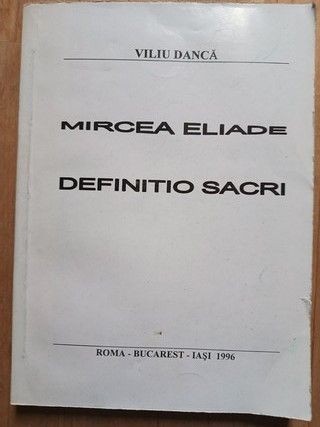 VILIU DANCĂ
MIRCEA ELIADE
DEFINITIO SACRI
ROMA - BUCAREST - IAŞI 1996